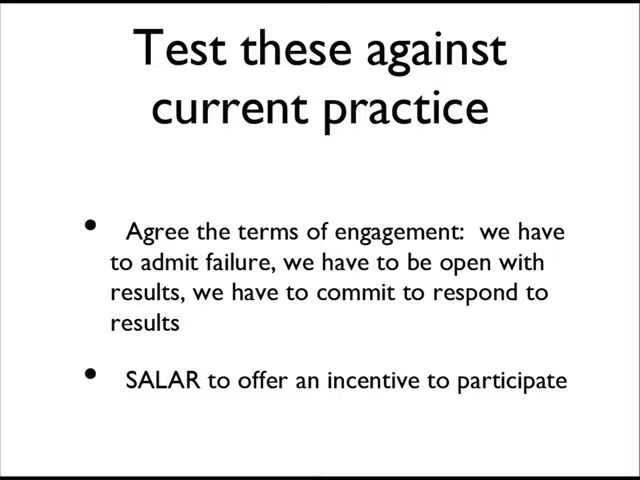 Test these against
current practice
• Agree the terms of engagement: we have
to admit failure, we have to be open with
results, we have to commit to respond to
results
• SALAR to offer an incentive to participate